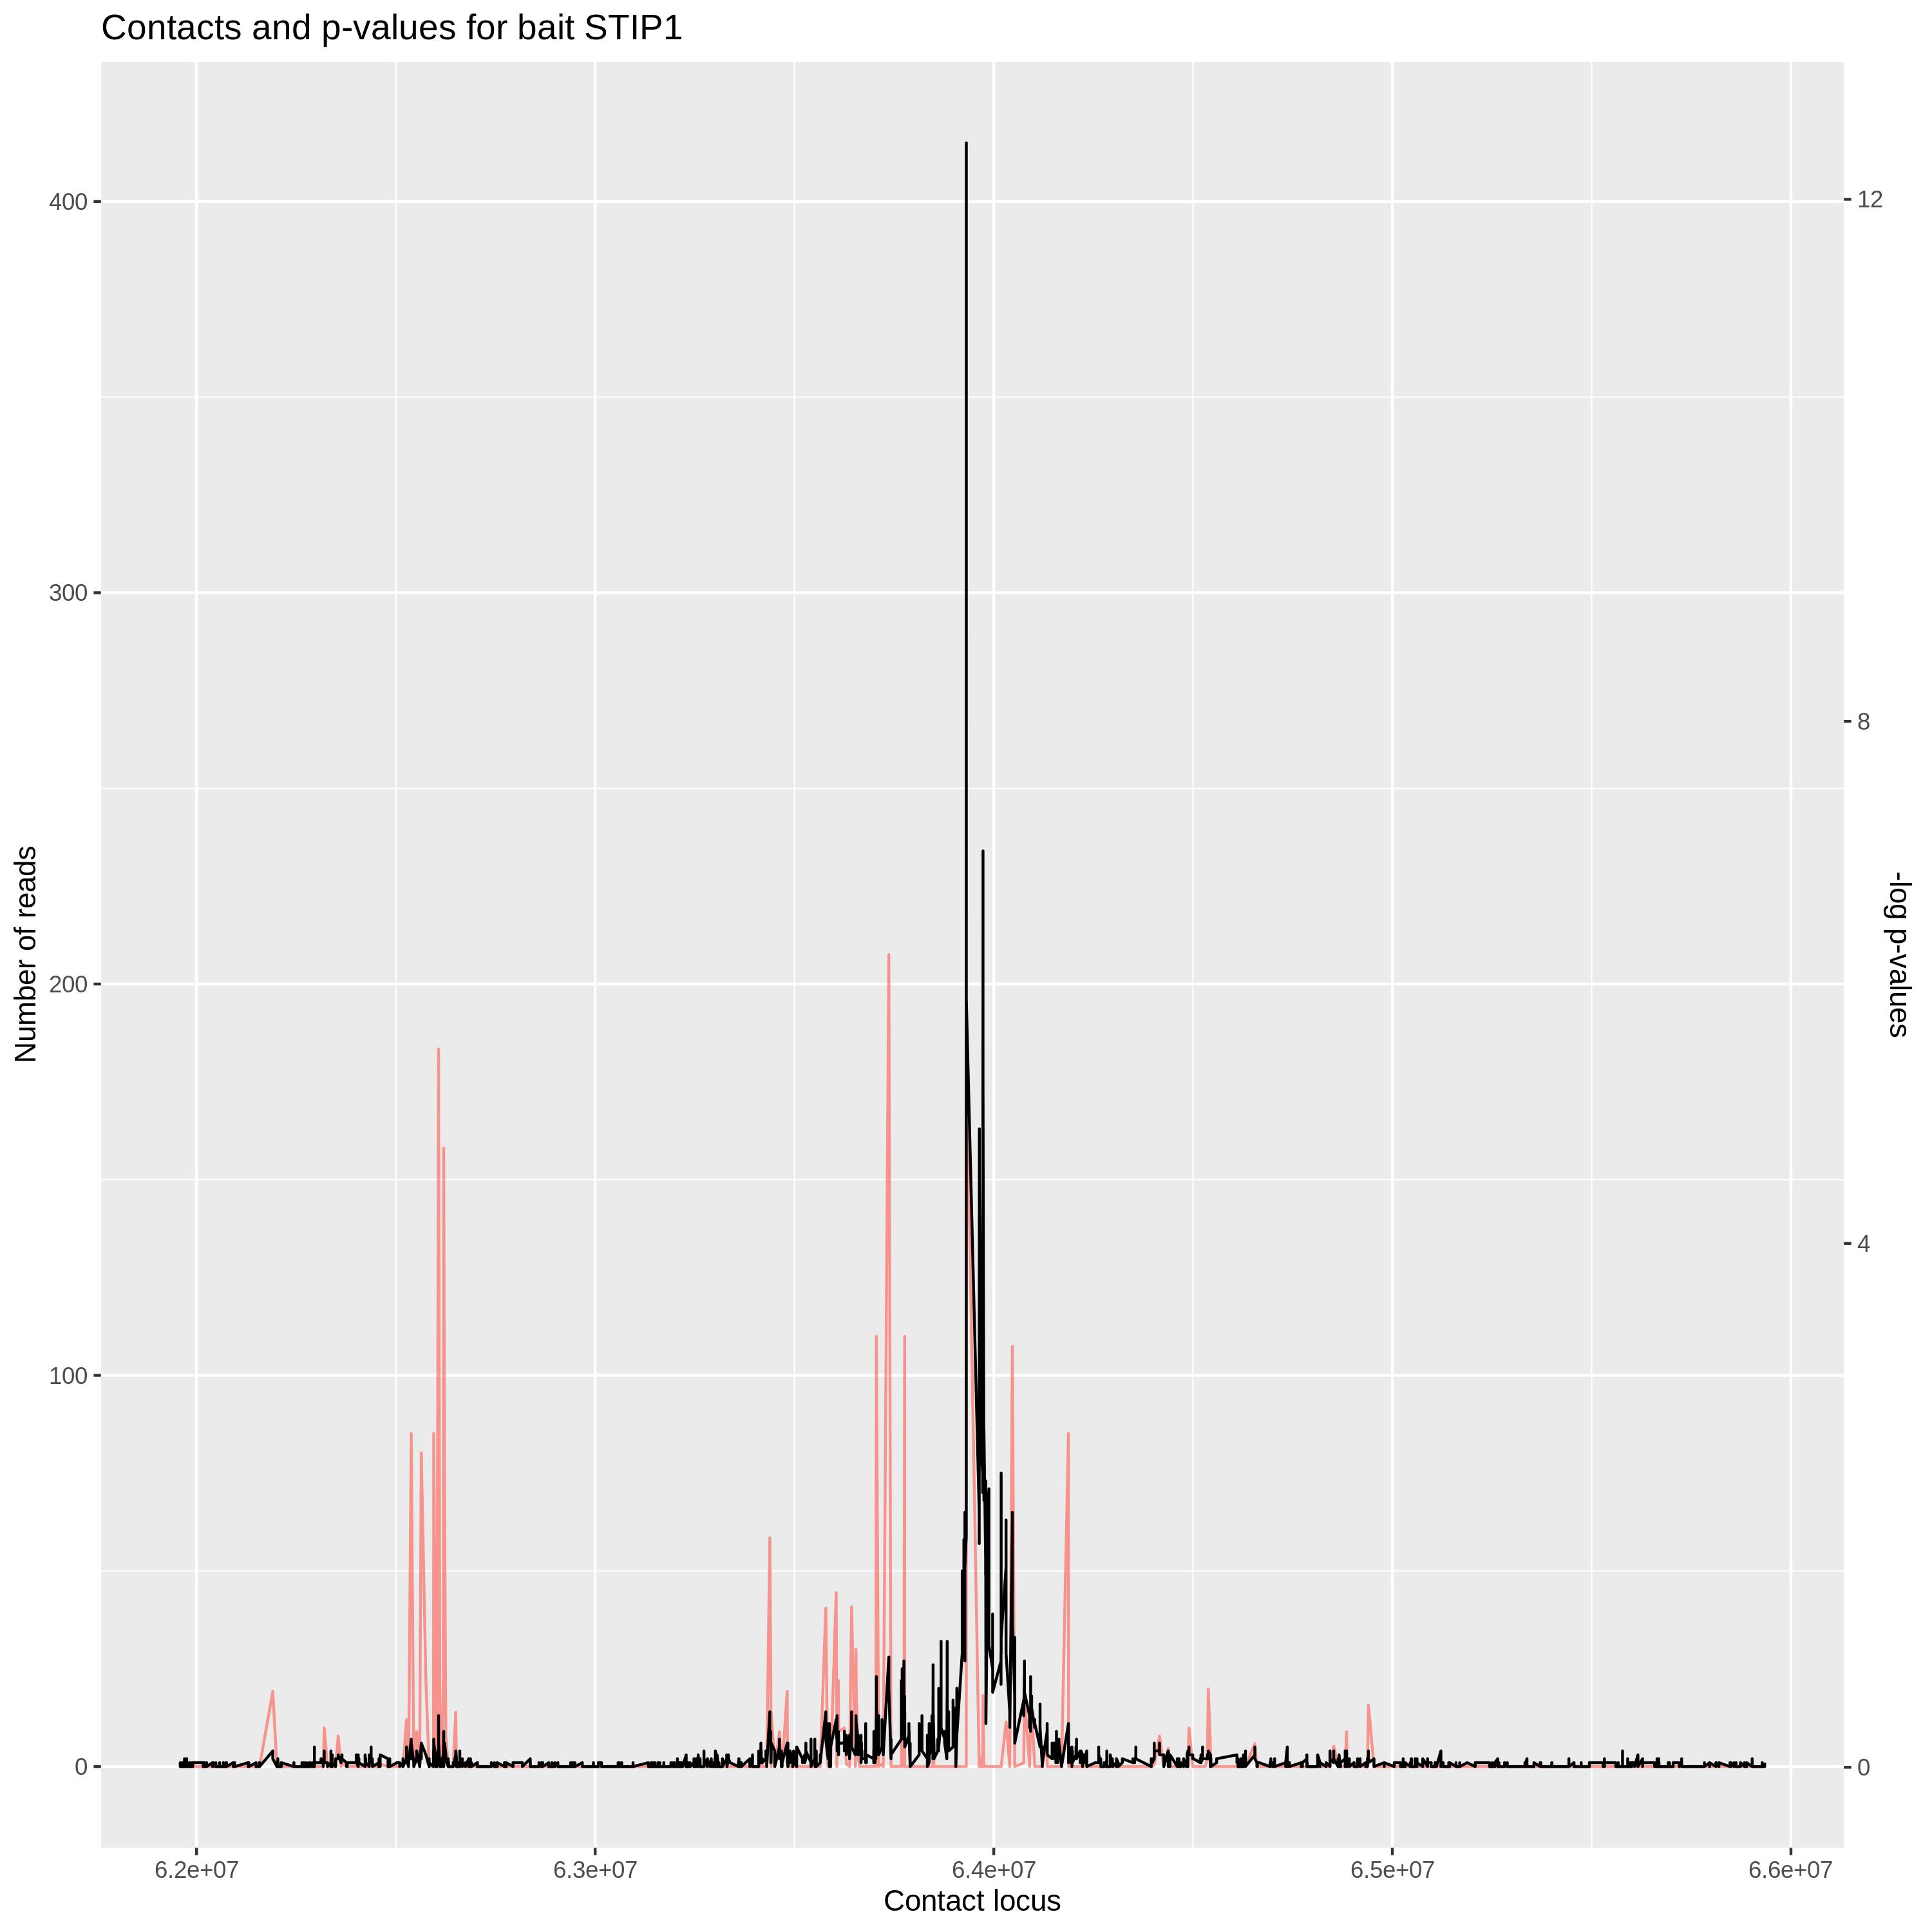 Contacts and p-values for bait STIP1
400
300
200
100
0
12
8
4
0
Number of reads
-log p-values
6.2e+07 6.3e+07 6.4e+07 6.5e+07 6.6e+07
Contact locus